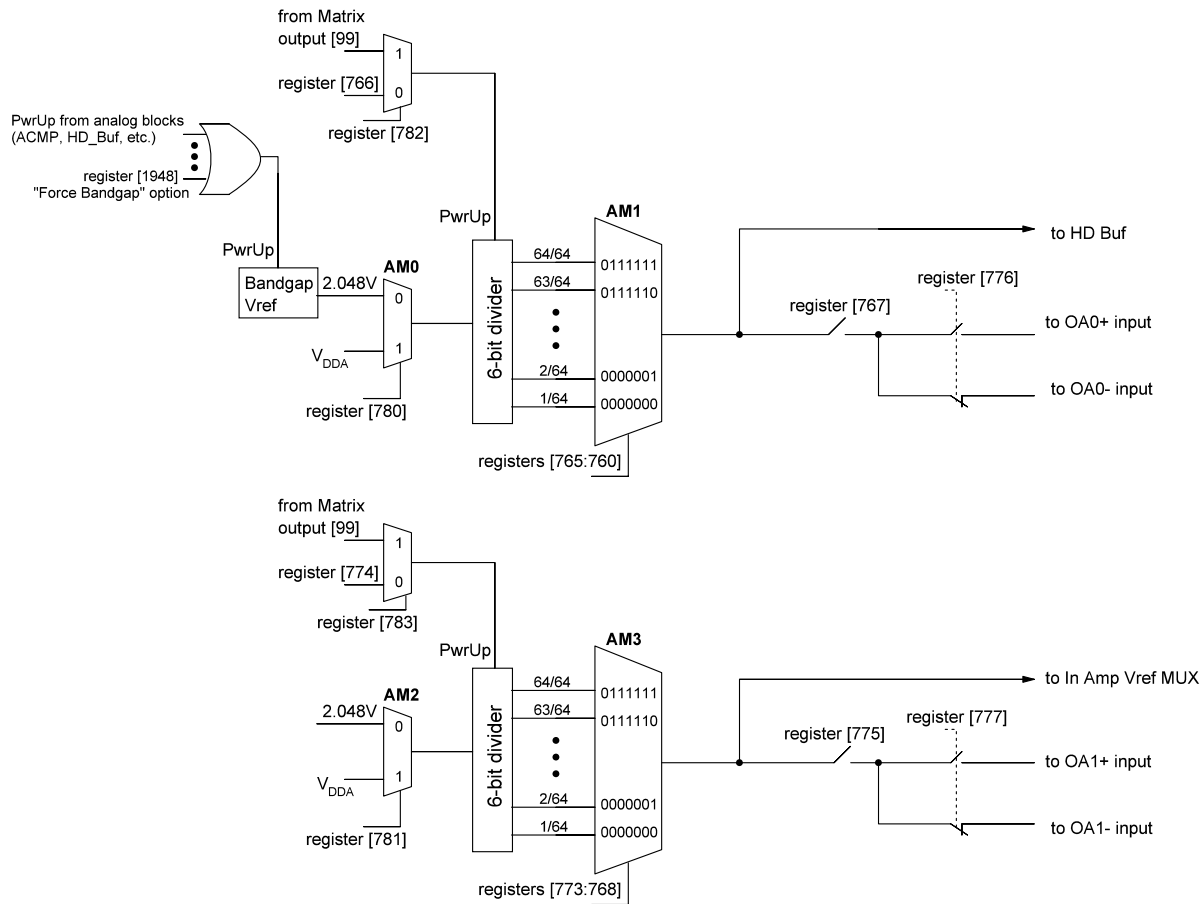 from Matrix
output [99]
1
register [766]
0
register [782]
PwrUp from analog blocks
(ACMP, HD_Buf, etc.)
register [1948]
"Force Bandgap" option
PwrUp
Bandgap
Vref
2.048V
AM0
0
1
VDDA
register [780]
PwrUp
6-bit divider
AM1
64/64
0111111
63/64
0111110
2/64
0000001
1/64
0000000
registers [765:760]
to HD Buf
register [776]
register [767]
to OA0+ input
to OA0- input
from Matrix
output [99]
1
register [774]
0
register [783]
PwrUp
AM2
2.048V
0
1
VDDA
register [781]
6-bit divider
AM3
64/64
0111111
63/64
0111110
2/64
0000001
1/64
0000000
registers [773:768]
to In Amp Vref MUX
register [777]
register [775]
to OA1+ input
to OA1- input